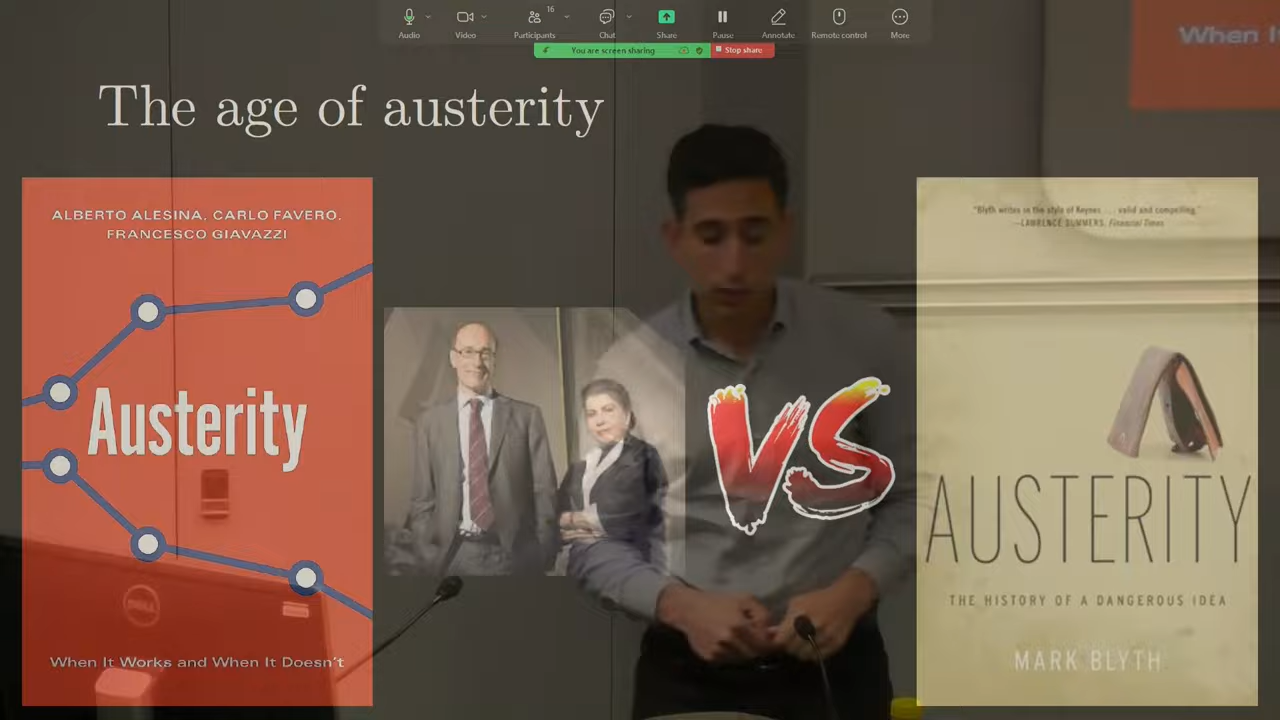 16
Audio
Video
Participants
Chat
Share
Pause
Annotate
Remote control
More
You are screen sharing
Stop share
When I
The age of austerity
ALBERTO ALESINA, CARLO FAVERO,
FRANCESCO GIAVAZZI
Austerity
When It Works and When It Doesn't
DELL
VS
"Blyth writes in the style of Keynes . . . valid and compelling."
—LAWRENCE SUMMERS, Financial Times
AUSTERITY
THE HISTORY OF A DANGEROUS IDEA
MARK BLYTH